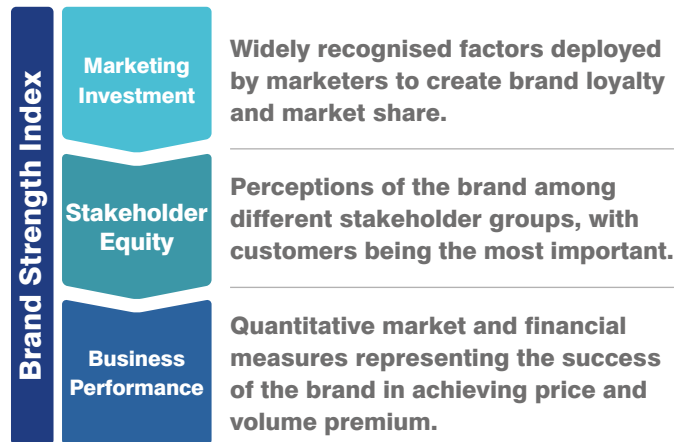 Brand Strength Index
Marketing
Investment
Widely recognised factors deployed
by marketers to create brand loyalty
and market share.
Stakeholder
Equity
Perceptions of the brand among
different stakeholder groups, with
customers being the most important.
Business
Performance
Quantitative market and financial
measures representing the success
of the brand in achieving price and
volume premium.